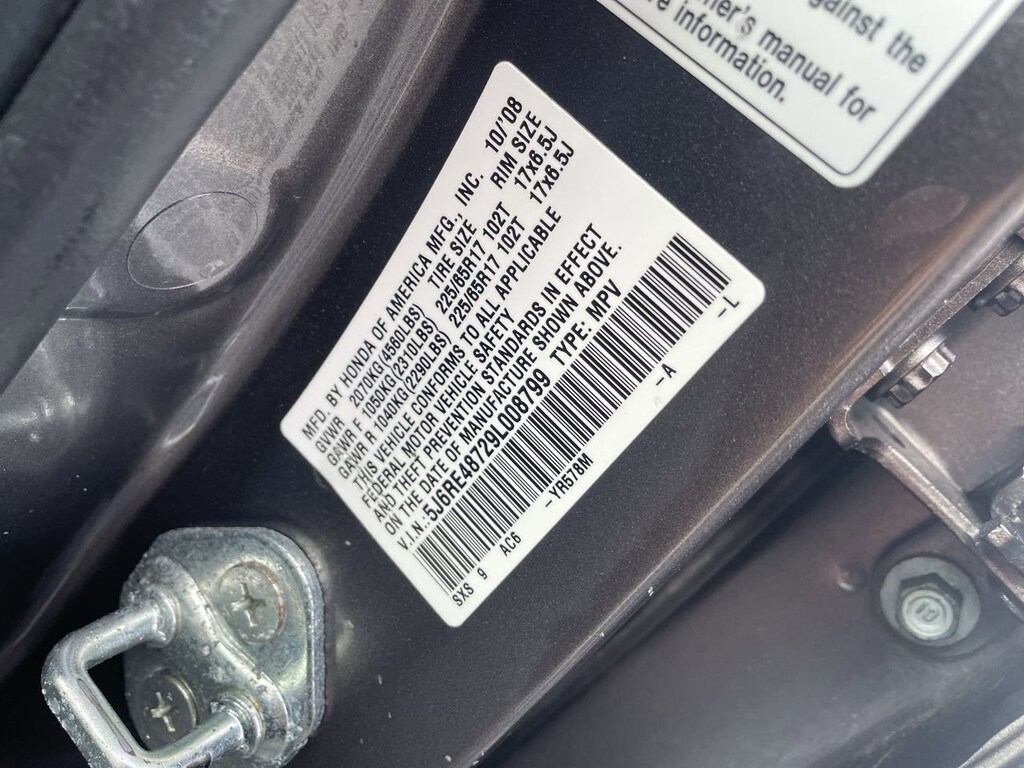 gainst the
ner's manual for
re information.
MFD. BY HONDA OF AMERICA MFG., INC. 10/'08
GVWR 2070KG(4560LBS) TIRE SIZE RIM SIZE
GAWR F 1050KG(2310LBS) 225/65R17 102T 17x6.5J
GAWR R 1040KG(2290LBS) 225/65R17 102T 17x6.5J
THIS VEHICLE CONFORMS TO ALL APPLICABLE
FEDERAL MOTOR VEHICLE SAFETY
AND THEFT PREVENTION STANDARDS IN EFFECT
ON THE DATE OF MANUFACTURE SHOWN ABOVE.
V.I.N.:5J6RE48729L008799 TYPE: MPV
SXS 9 AC6 -YR578M -A -L